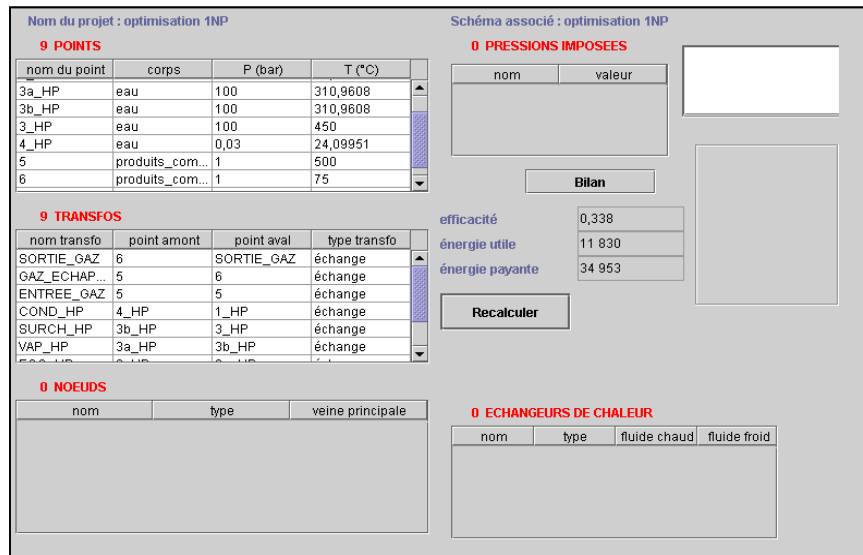 Nom du projet : optimisation 1NP
Schéma associé : optimisation 1NP
9 POINTS
nom du point corps P (bar) T (°C)
3a_HP eau 100 310,9608
3b_HP eau 100 310,9608
3_HP eau 100 450
4_HP eau 0,03 24,09951
5 produits_com... 1 500
6 produits_com... 1 75
0 PRESSIONS IMPOSEES
nom valeur
Bilan
efficacité 0,338
énergie utile 11 830
énergie payante 34 953
Recalculer
9 TRANSFOS
nom transfo point amont point aval type transfo
SORTIE_GAZ 6 SORTIE_GAZ échange
GAZ_ECHAP... 5 6 échange
ENTREE_GAZ 5 5 échange
COND_HP 4_HP 1_HP échange
SURCH_HP 3b_HP 3_HP échange
VAP_HP 3a_HP 3b_HP échange
0 NOEUDS
nom type veine principale
0 ECHANGEURS DE CHALEUR
nom type fluide chaud fluide froid